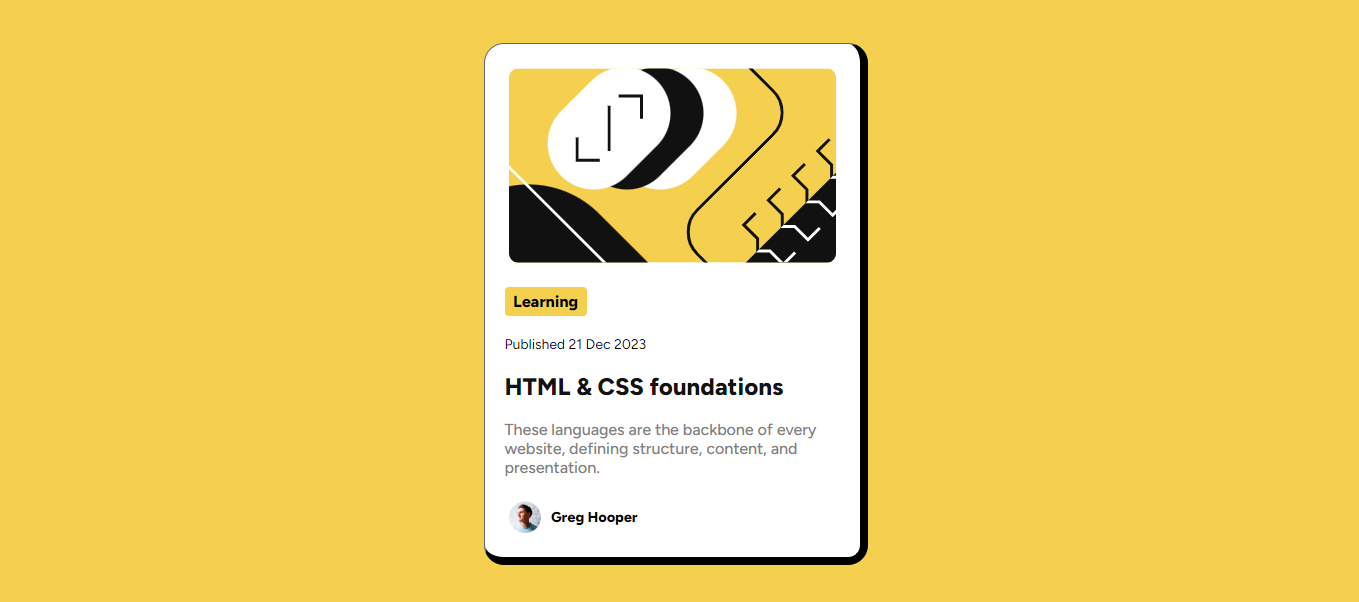 Learning
Published 21 Dec 2023
HTML & CSS foundations
These languages are the backbone of every
website, defining structure, content, and
presentation.
Greg Hooper